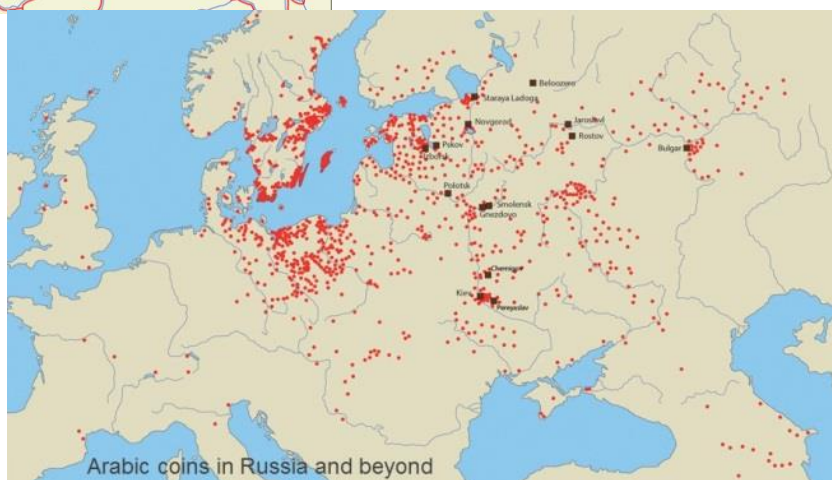 Beloozero
Staraya Ladoga
Novgorod
Jaroslavl
Rostov
Pskov
Izborsk
Bulgar
Polotsk
Smolensk
Gnezdovo
Chernigov
Kiev
Pereyaslav
Arabic coins in Russia and beyond